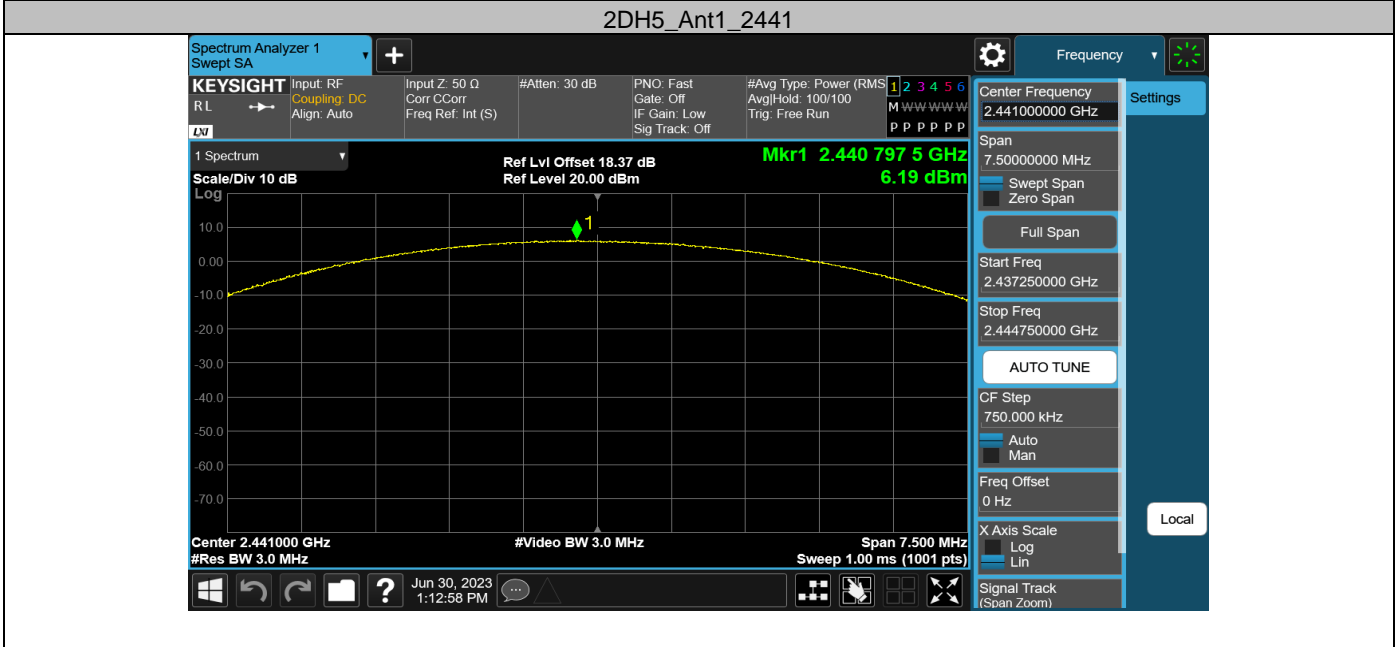 2DH5_Ant1_2441
Spectrum Analyzer 1
Swept SA
+
Frequency
KEYSIGHT
R L
LXI
Input: RF
Coupling: DC
Align: Auto
Input Z: 50 Ω
Corr CCorr
Freq Ref: Int (S)
#Atten: 30 dB
PNO: Fast
Gate: Off
IF Gain: Low
Sig Track: Off
#Avg Type: Power (RMS
Avg|Hold: 100/100
Trig: Free Run
1 2 3 4 5 6
M W W W W W
P P P P P P
1 Spectrum
Scale/Div 10 dB
Ref Lvl Offset 18.37 dB
Ref Level 20.00 dBm
Mkr1 2.440 797 5 GHz
6.19 dBm
Log
1
10.0
0.00
-10.0
-20.0
-30.0
-40.0
-50.0
-60.0
-70.0
Center 2.441000 GHz
#Res BW 3.0 MHz
#Video BW 3.0 MHz
Span 7.500 MHz
Sweep 1.00 ms (1001 pts)
Center Frequency
2.441000000 GHz
Span
7.50000000 MHz
Swept Span
Zero Span
Full Span
Start Freq
2.437250000 GHz
Stop Freq
2.444750000 GHz
AUTO TUNE
CF Step
750.000 kHz
Auto
Man
Freq Offset
0 Hz
X Axis Scale
Log
Lin
Signal Track
(Span Zoom)
Settings
Local
?
Jun 30, 2023
1:12:58 PM